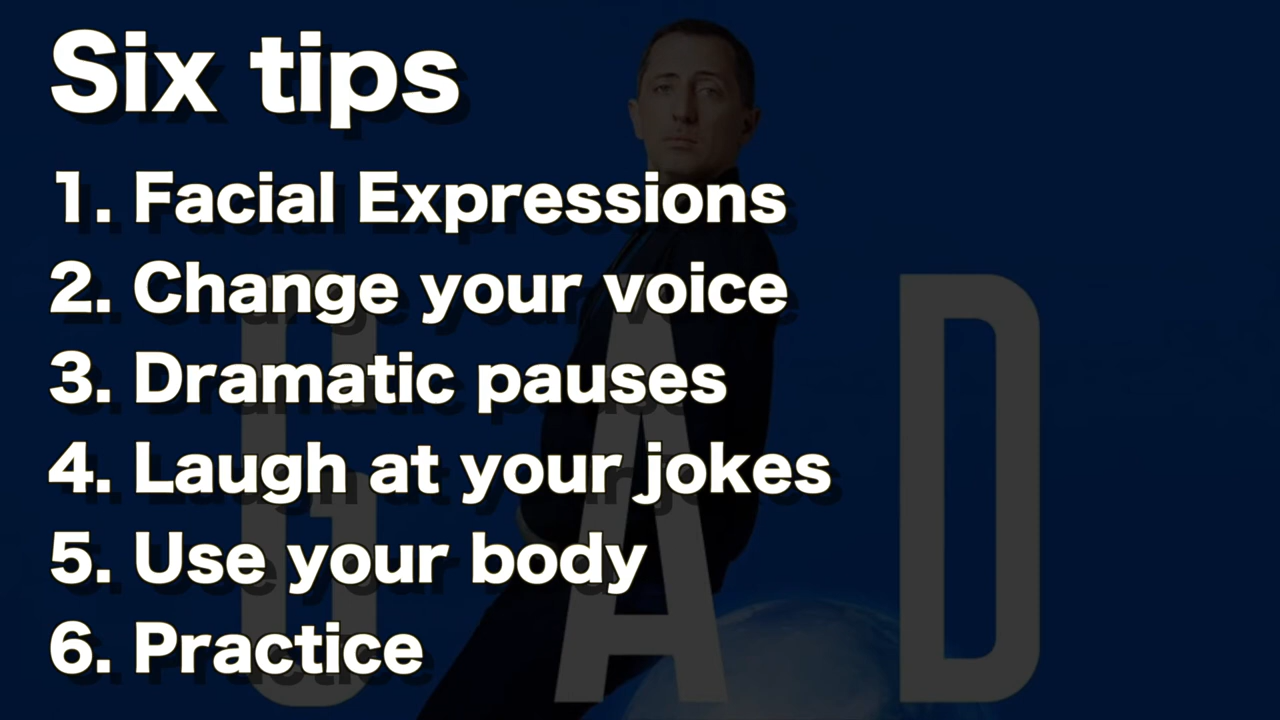 Six tips
1. Facial Expressions
2. Change your voice
3. Dramatic pauses
4. Laugh at your jokes
5. Use your body
6. Practice
GAD